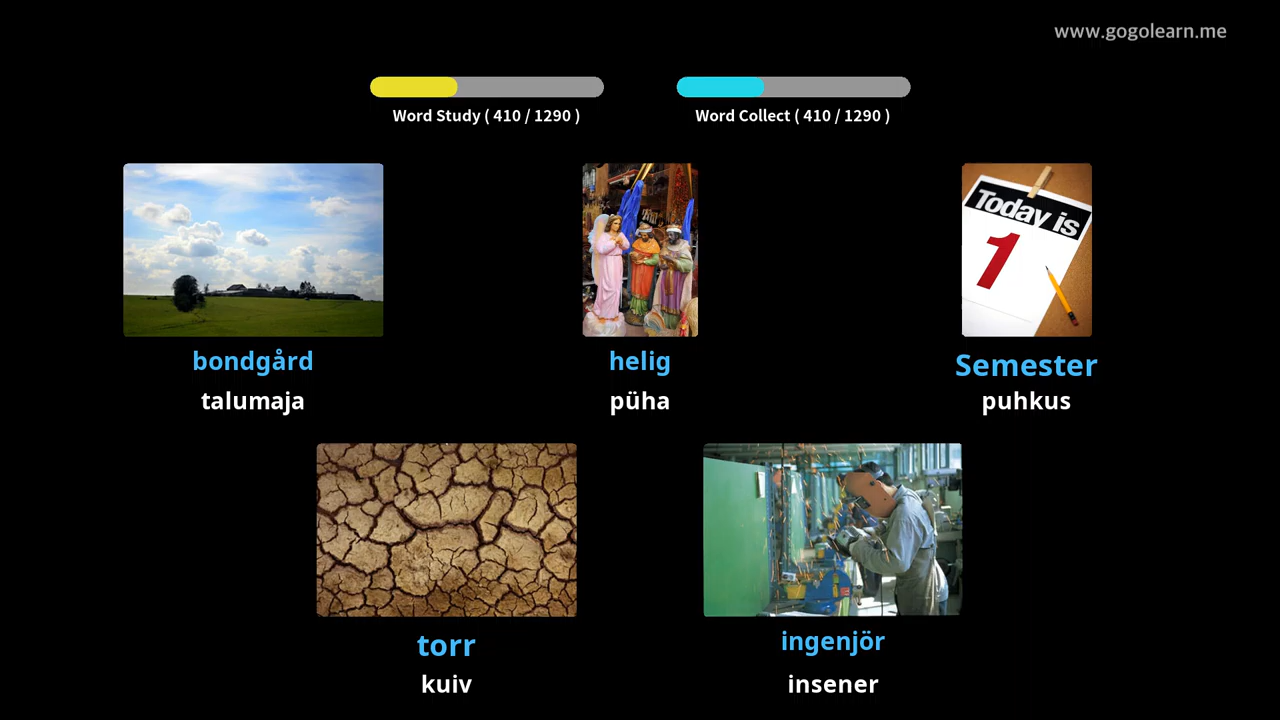 www.gogolearn.me
Word Study ( 410 / 1290 )
Word Collect ( 410 / 1290 )
Today is
1
bondgård
helig
Semester
talumaja
püha
puhkus
torr
ingenjör
kuiv
insener